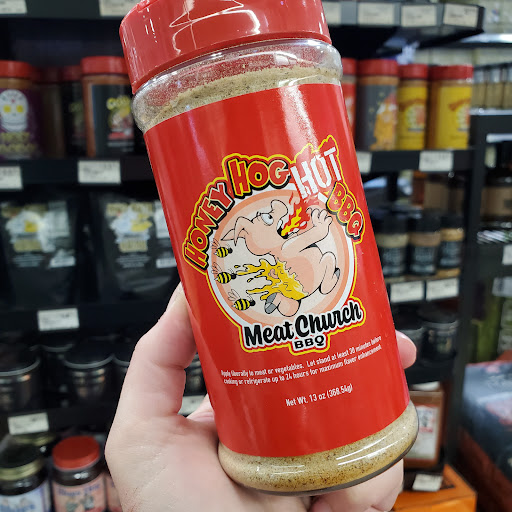 HONEY HOG HOT BBQ
Meat Church
BBQ
Apply liberally to meat or vegetables. Let stand at least 30 minutes before
cooking or refrigerate up to 24 hours for maximum flavor enhancement.
Net Wt. 13 oz (368.54g)